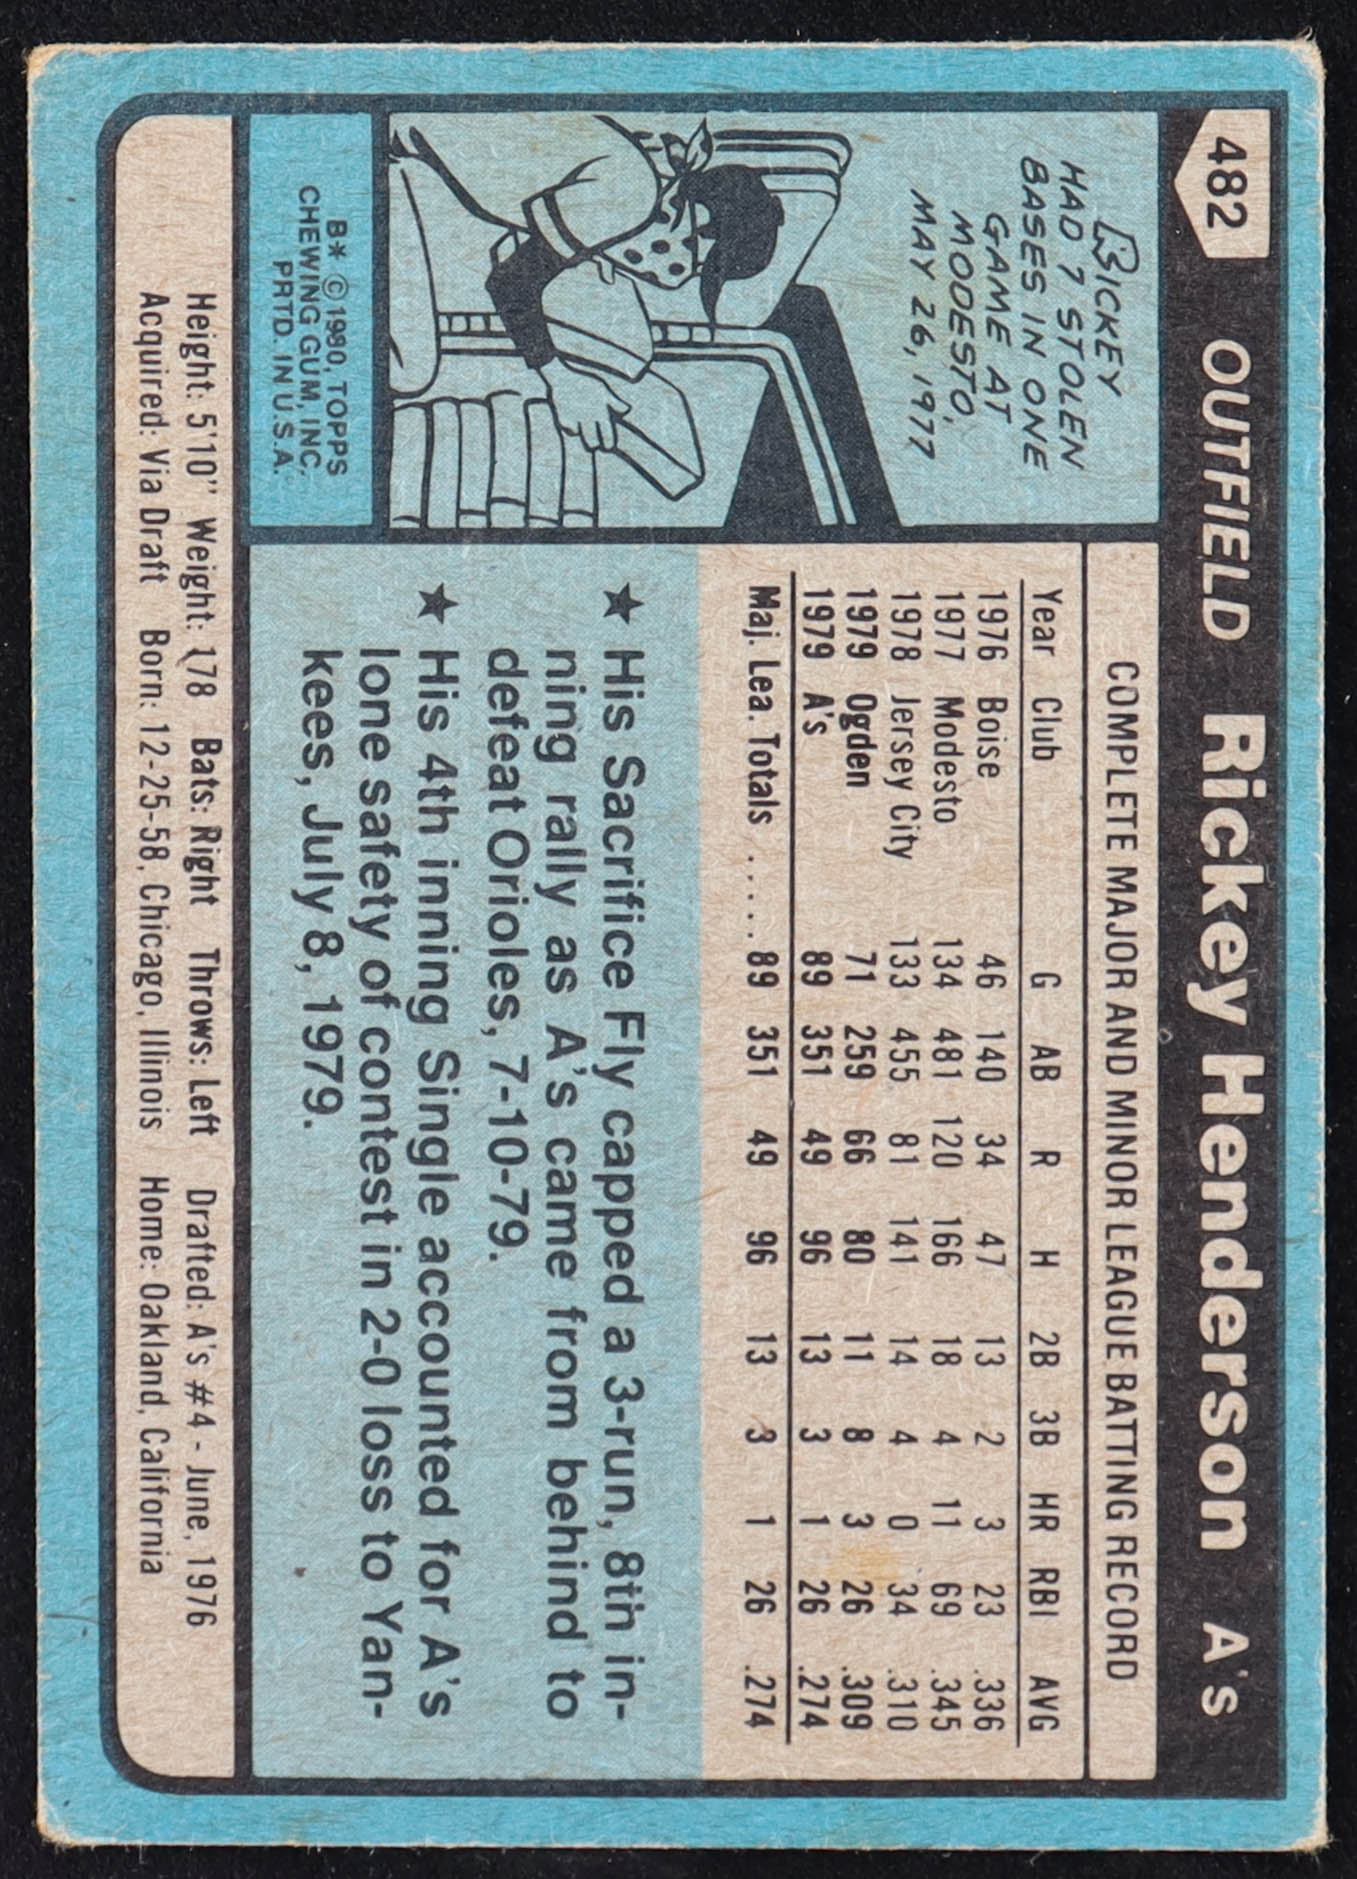 482 OUTFIELD Rickey Henderson A's
RICKEY
HAD 7 STOLEN
BASES IN ONE
GAME AT
MODESTO,
MAY 26, 1977
B* © 1980, TOPPS
CHEWING GUM, INC.
PRTD. IN U.S.A.
COMPLETE MAJOR AND MINOR LEAGUE BATTING RECORD
Year Club G AB R H 2B 3B HR RBI AVG
1976 Boise 46 140 34 47 13 2 3 23 .336
1977 Modesto 134 481 120 166 18 4 11 69 .345
1978 Jersey City 133 455 81 141 14 4 0 34 .310
1979 Ogden 71 259 66 80 11 8 3 26 .309
1979 A's 89 351 49 96 13 3 1 26 .274
Maj. Lea. Totals ..... 89 351 49 96 13 3 1 26 .274
★ His Sacrifice Fly capped a 3-run, 8th in-
ning rally as A's came from behind to
defeat Orioles, 7-10-79.
★ His 4th inning Single accounted for A's
lone safety of contest in 2-0 loss to Yan-
kees, July 8, 1979.
Height: 5'10" Weight: 178 Bats: Right Throws: Left Drafted: A's #4 - June, 1976
Acquired: Via Draft Born: 12-25-58, Chicago, Illinois Home: Oakland, California